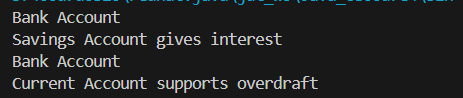 Bank Account
Savings Account gives interest
Bank Account
Current Account supports overdraft